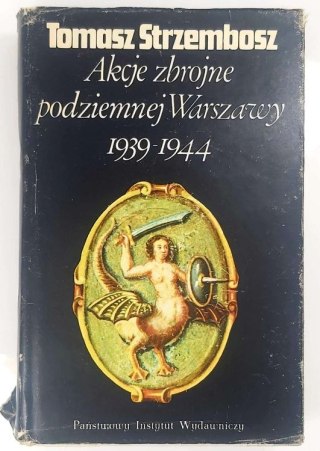 Tomasz Strzembosz
Akcje zbrojne
podziemnej Warszawy
1939-1944
Państwowy Instytut Wydawniczy